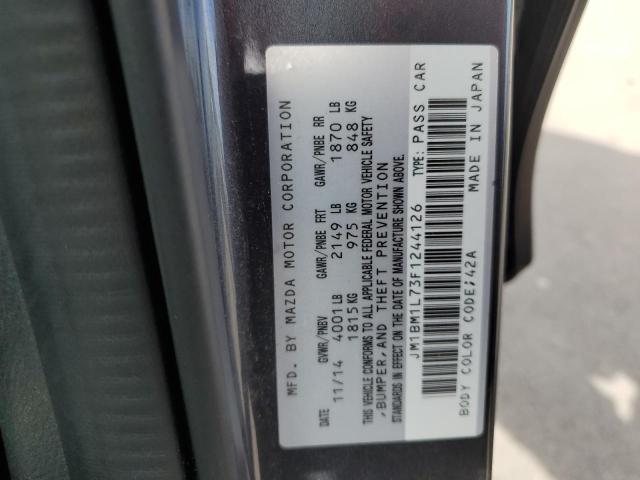 MFD. BY MAZDA MOTOR CORPORATION
DATE GVWR/PNBV GAWR/PNBE FRT GAWR/PNBE RR
11/14 4001 LB 2149 LB 1870 LB
1815 KG 975 KG 848 KG
THIS VEHICLE CONFORMS TO ALL APPLICABLE FEDERAL MOTOR VEHICLE SAFETY
,BUMPER,AND THEFT PREVENTION
STANDARDS IN EFFECT ON THE DATE OF MANUFACTURE SHOWN ABOVE.
JM1BM1L73F1244126 TYPE: PASS CAR
BODY COLOR CODE;42A MADE IN JAPAN